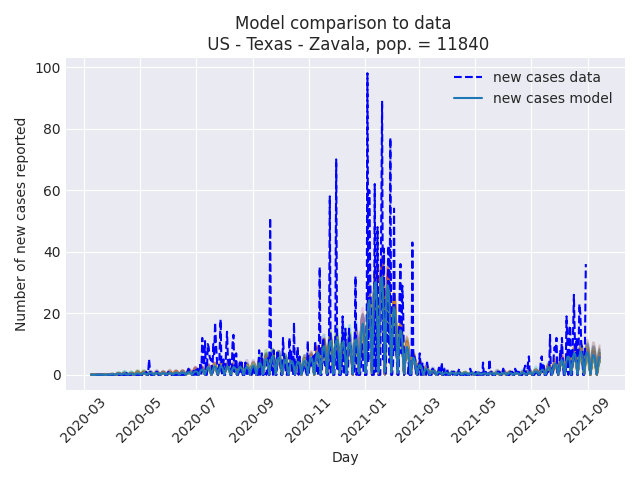 Model comparison to data
US - Texas - Zavala, pop. = 11840
new cases data
new cases model
Number of new cases reported
100
80
60
40
20
0
2020-03
2020-05
2020-07
2020-09
2020-11
2021-01
2021-03
2021-05
2021-07
2021-09
Day